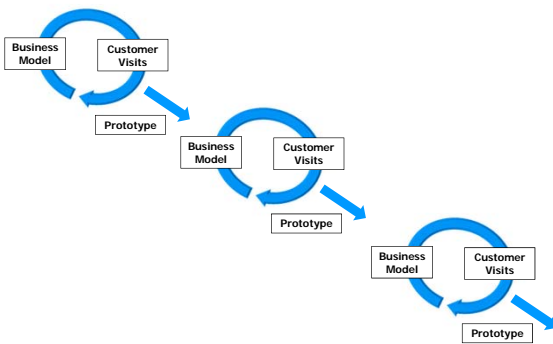 Business
Model
Customer
Visits
Prototype
Business
Model
Customer
Visits
Prototype
Business
Model
Customer
Visits
Prototype